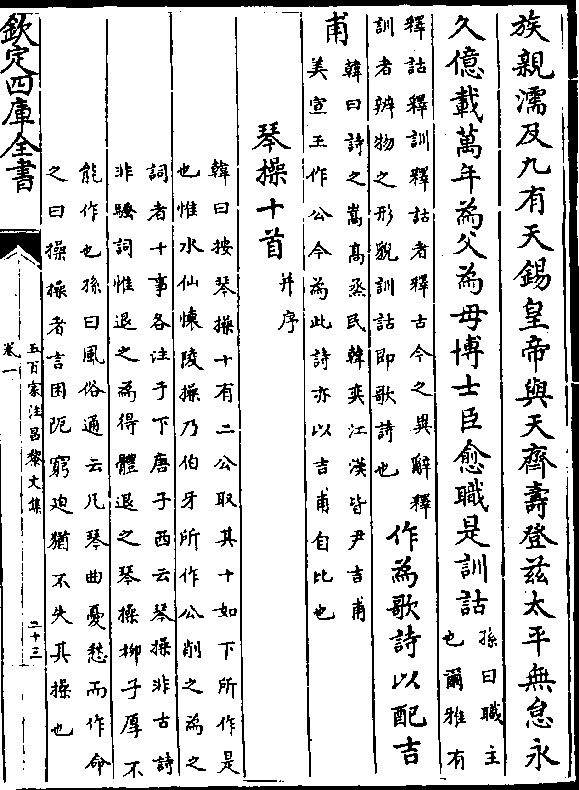 族親濡及九有天錫皇帝與天齊壽登茲太平無怠永
久億載萬年為父為母博士臣愈職是訓詁
孫曰職主
也爾雅有
釋詁釋訓釋詁者釋古今之異辭釋
訓者辨物之形貌訓詁即歌詩也
作為歌詩以配吉
甫
韓曰詩之嵩高烝民韓奕江漢皆尹吉甫
美宣王作公今為此詩亦以吉甫自比也
琴操十首
并序
韓曰按琴操十有二公取其十如下所作是
也惟水仙懷陵操乃伯牙所作公削之為之
詞者十事各注于下唐子西云琴操非古詩
非騷詞惟退之為得體退之琴操柳子厚不
能作也孫曰風俗通云凡琴曲憂愁而作命
之曰操操者言困阨窮迫猶不失其操也
欽定四庫全書
五百家注昌黎文集
卷一
二十三